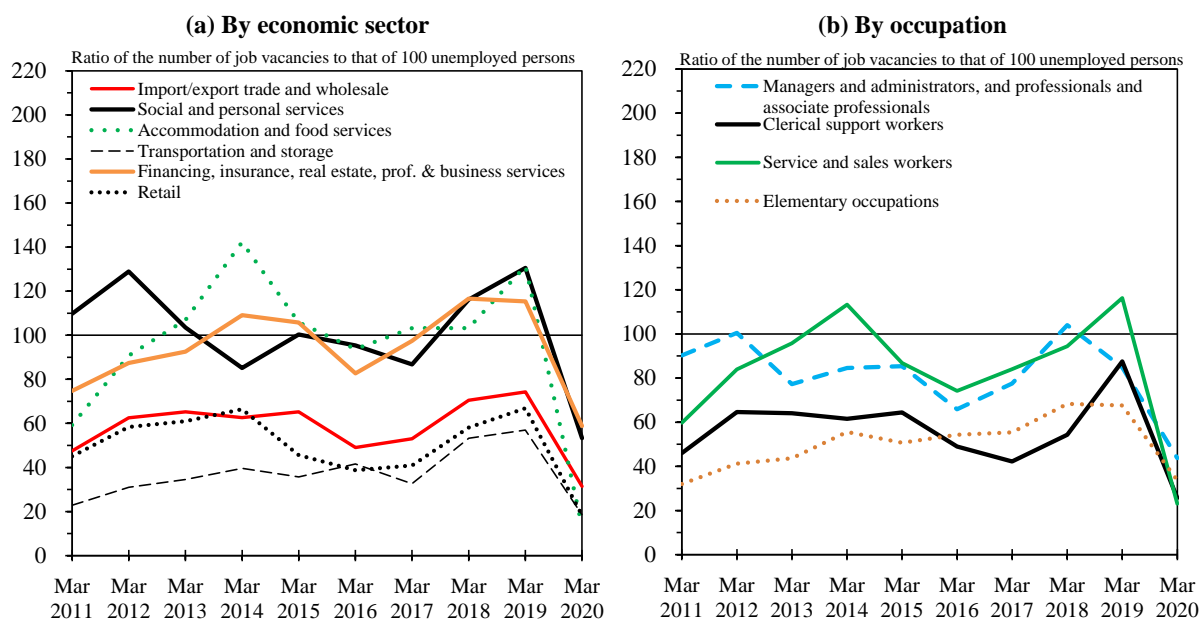 (a) By economic sector
Ratio of the number of job vacancies to that of 100 unemployed persons
220
200
180
160
140
120
100
80
60
40
20
0
Import/export trade and wholesale
Social and personal services
Accommodation and food services
Transportation and storage
Financing, insurance, real estate, prof. & business services
Retail
Mar Mar Mar Mar Mar Mar Mar Mar Mar Mar
2011 2012 2013 2014 2015 2016 2017 2018 2019 2020
(b) By occupation
Ratio of the number of job vacancies to that of 100 unemployed persons
220
200
180
160
140
120
100
80
60
40
20
0
Managers and administrators, and professionals and
associate professionals
Clerical support workers
Service and sales workers
Elementary occupations
Mar Mar Mar Mar Mar Mar Mar Mar Mar Mar
2011 2012 2013 2014 2015 2016 2017 2018 2019 2020